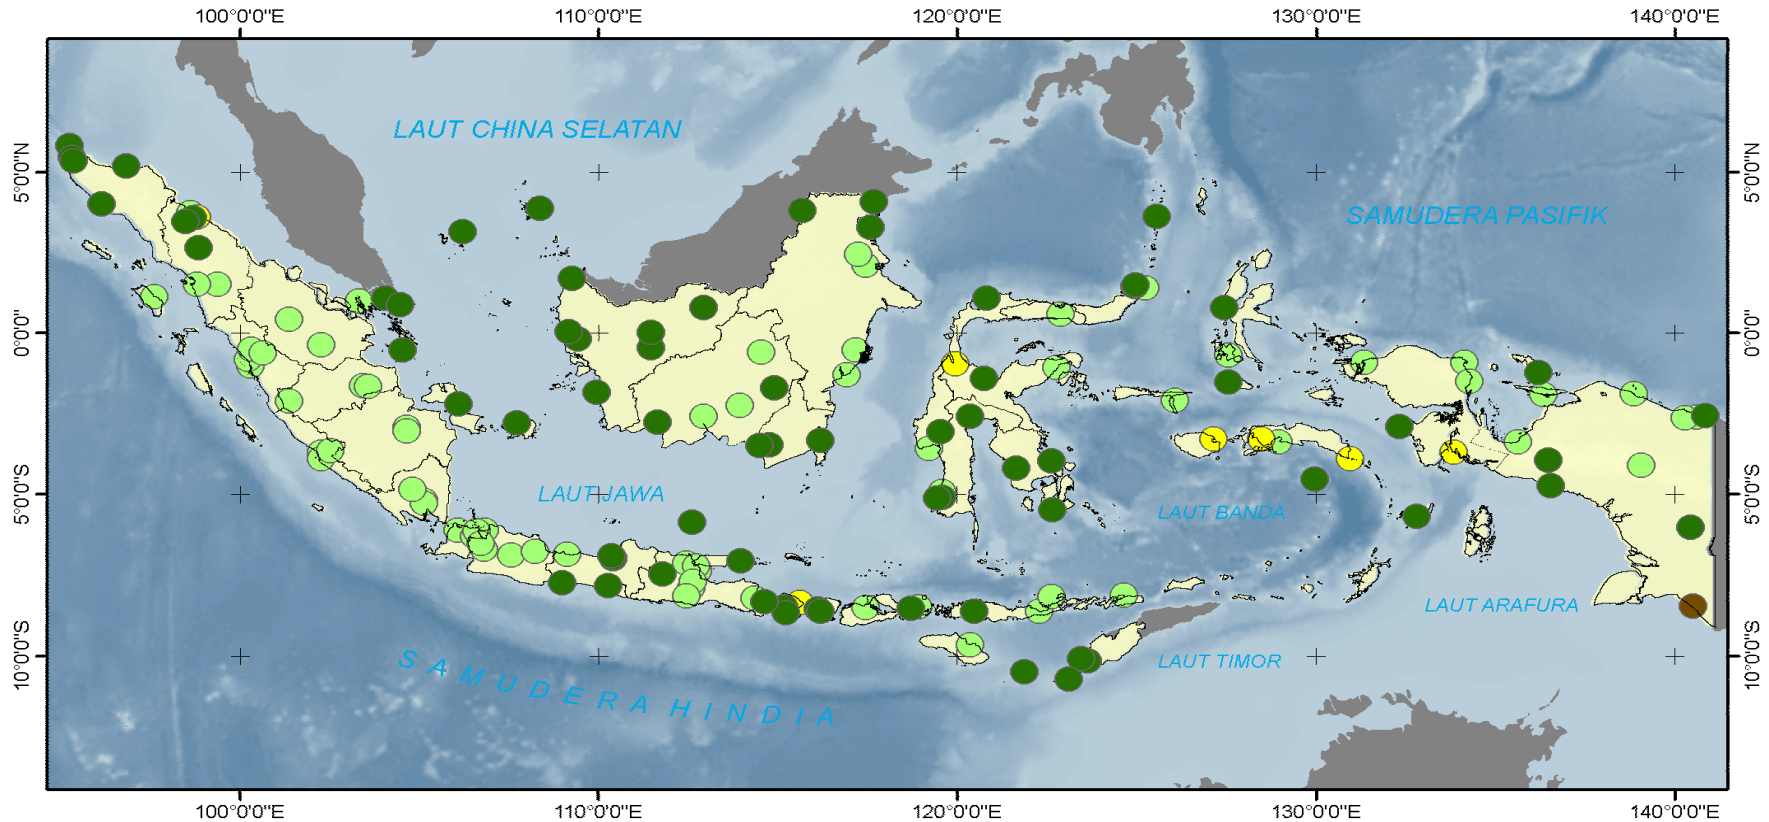 100°0'0"E 110°0'0"E 120°0'0"E 130°0'0"E 140°0'0"E
LAUT CHINA SELATAN
5°0'0"N 5°0'0"N
SAMUDERA PASIFIK
0°0'0" 0°0'0"
LAUT JAWA
5°0'0"S 5°0'0"S
LAUT BANDA
LAUT ARAFURA
10°0'0"S 10°0'0"S
LAUT TIMOR
SAMUDERA HINDIA
100°0'0"E 110°0'0"E 120°0'0"E 130°0'0"E 140°0'0"E